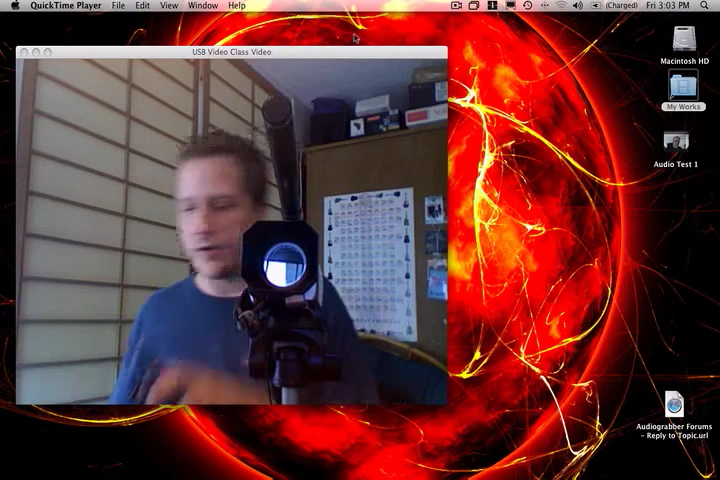 QuickTime Player File Edit View Window Help (Charged) Fri 3:03 PM
USB Video Class Video
Macintosh HD
My Works
Audio Test 1
Audiograbber Forums
- Reply to Topic.url